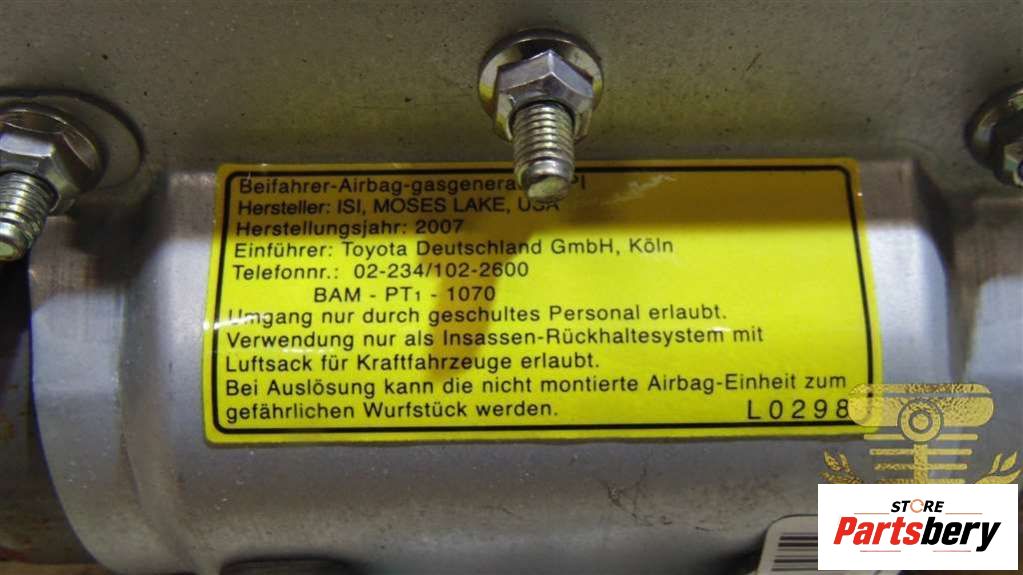 Beifahrer-Airbag-gasgenera PI
Hersteller: ISI, MOSES LAKE, USA
Herstellungsjahr: 2007
Einführer: Toyota Deutschland GmbH, Köln
Telefonnr.: 02-234/102-2600
BAM - PT1 - 1070
Umgang nur durch geschultes Personal erlaubt.
Verwendung nur als Insassen-Rückhaltesystem mit
Luftsack für Kraftfahrzeuge erlaubt.
Bei Auslösung kann die nicht montierte Airbag-Einheit zum
gefährlichen Wurfstück werden.
L0298
STORE
Partsbery